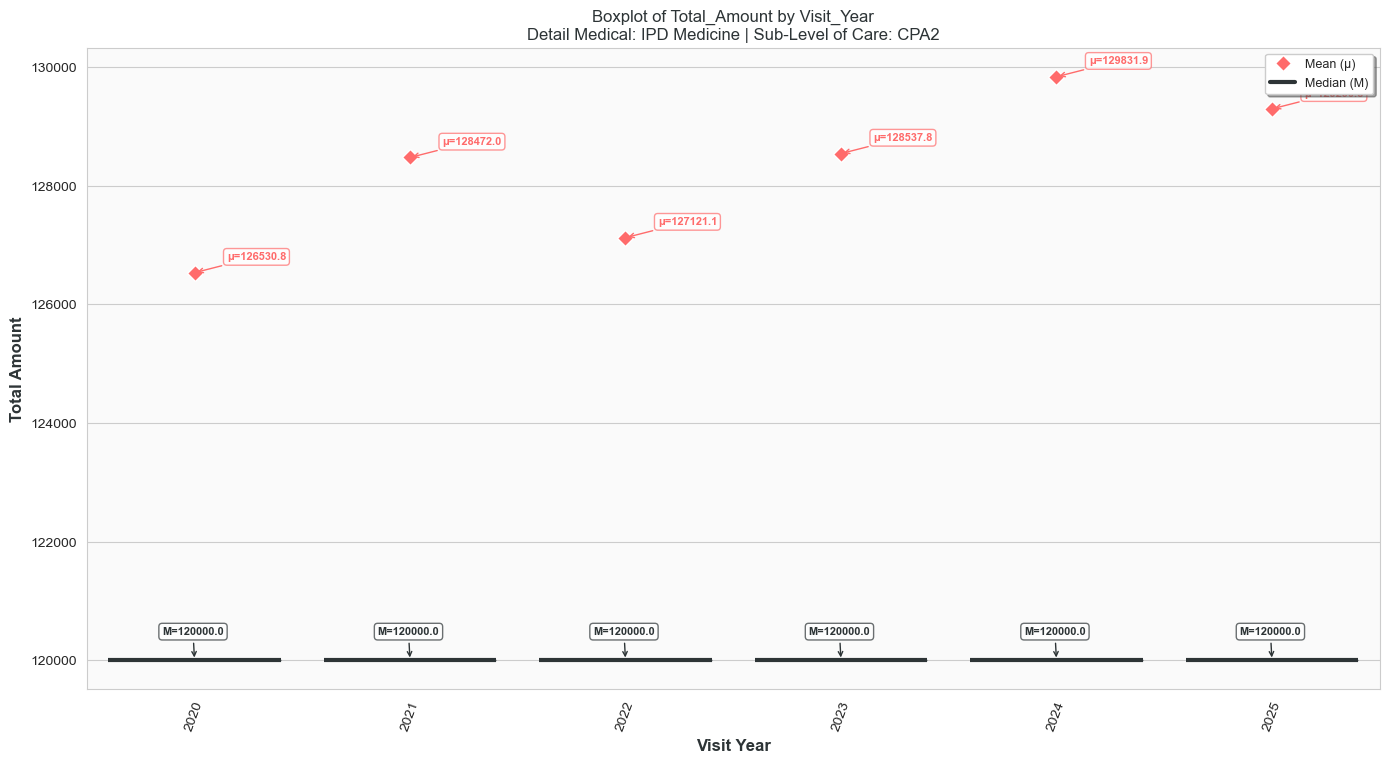 Boxplot of Total_Amount by Visit_Year
Detail Medical: IPD Medicine | Sub-Level of Care: CPA2
Mean (μ)
Median (M)
130000
128000
126000
124000
122000
120000
Total Amount
μ=126530.8
μ=128472.0
μ=127121.1
μ=128537.8
μ=129831.9
M=120000.0
M=120000.0
M=120000.0
M=120000.0
M=120000.0
M=120000.0
2020
2021
2022
2023
2024
2025
Visit Year